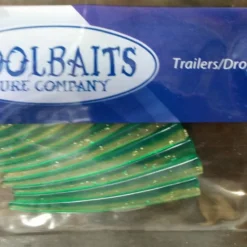 OOLBAITS
URE COMPANY
Trailers/Dro